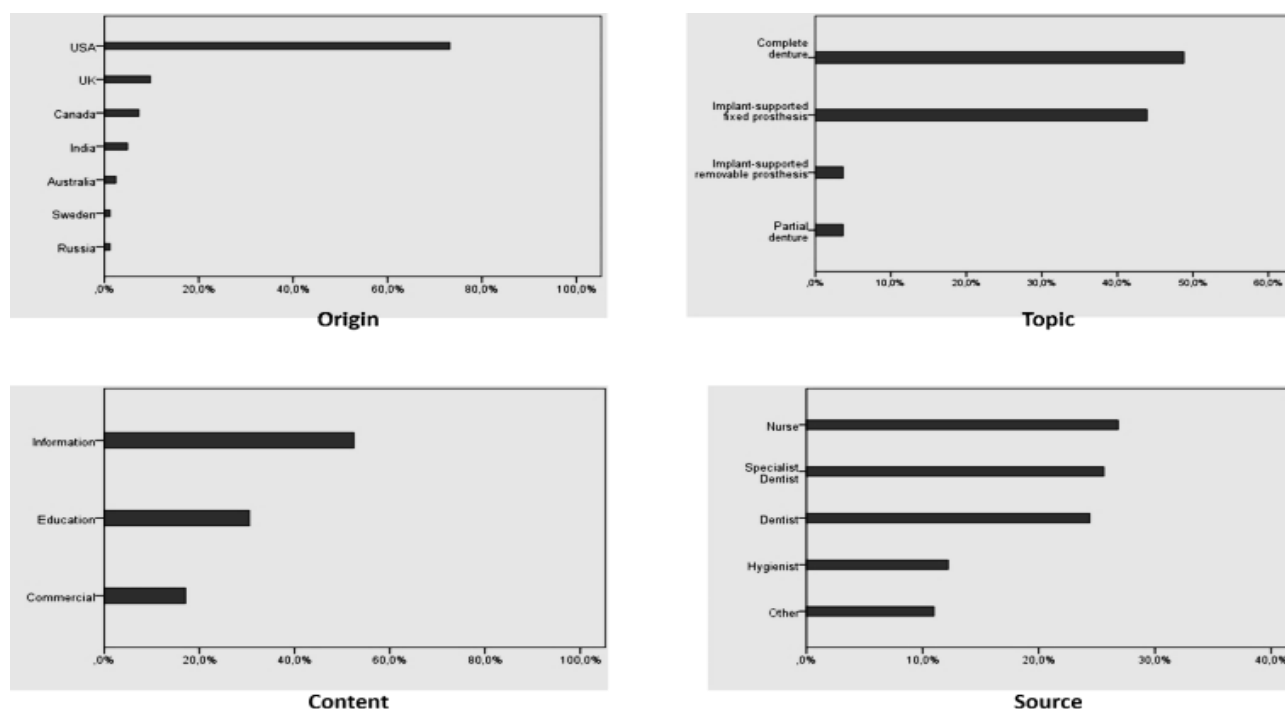 USA
UK
Canada
India
Australia
Sweden
Russia
,0% 20,0% 40,0% 60,0% 80,0% 100,0%
Origin
Complete
denture
Implant-supported
fixed prosthesis
Implant-supported
removable prosthesis
Partial
denture
,0% 10,0% 20,0% 30,0% 40,0% 50,0% 60,0%
Topic
Information
Education
Commercial
,0% 20,0% 40,0% 60,0% 80,0% 100,0%
Content
Nurse
Specialist
Dentist
Dentist
Hygienist
Other
,0% 10,0% 20,0% 30,0% 40,0%
Source